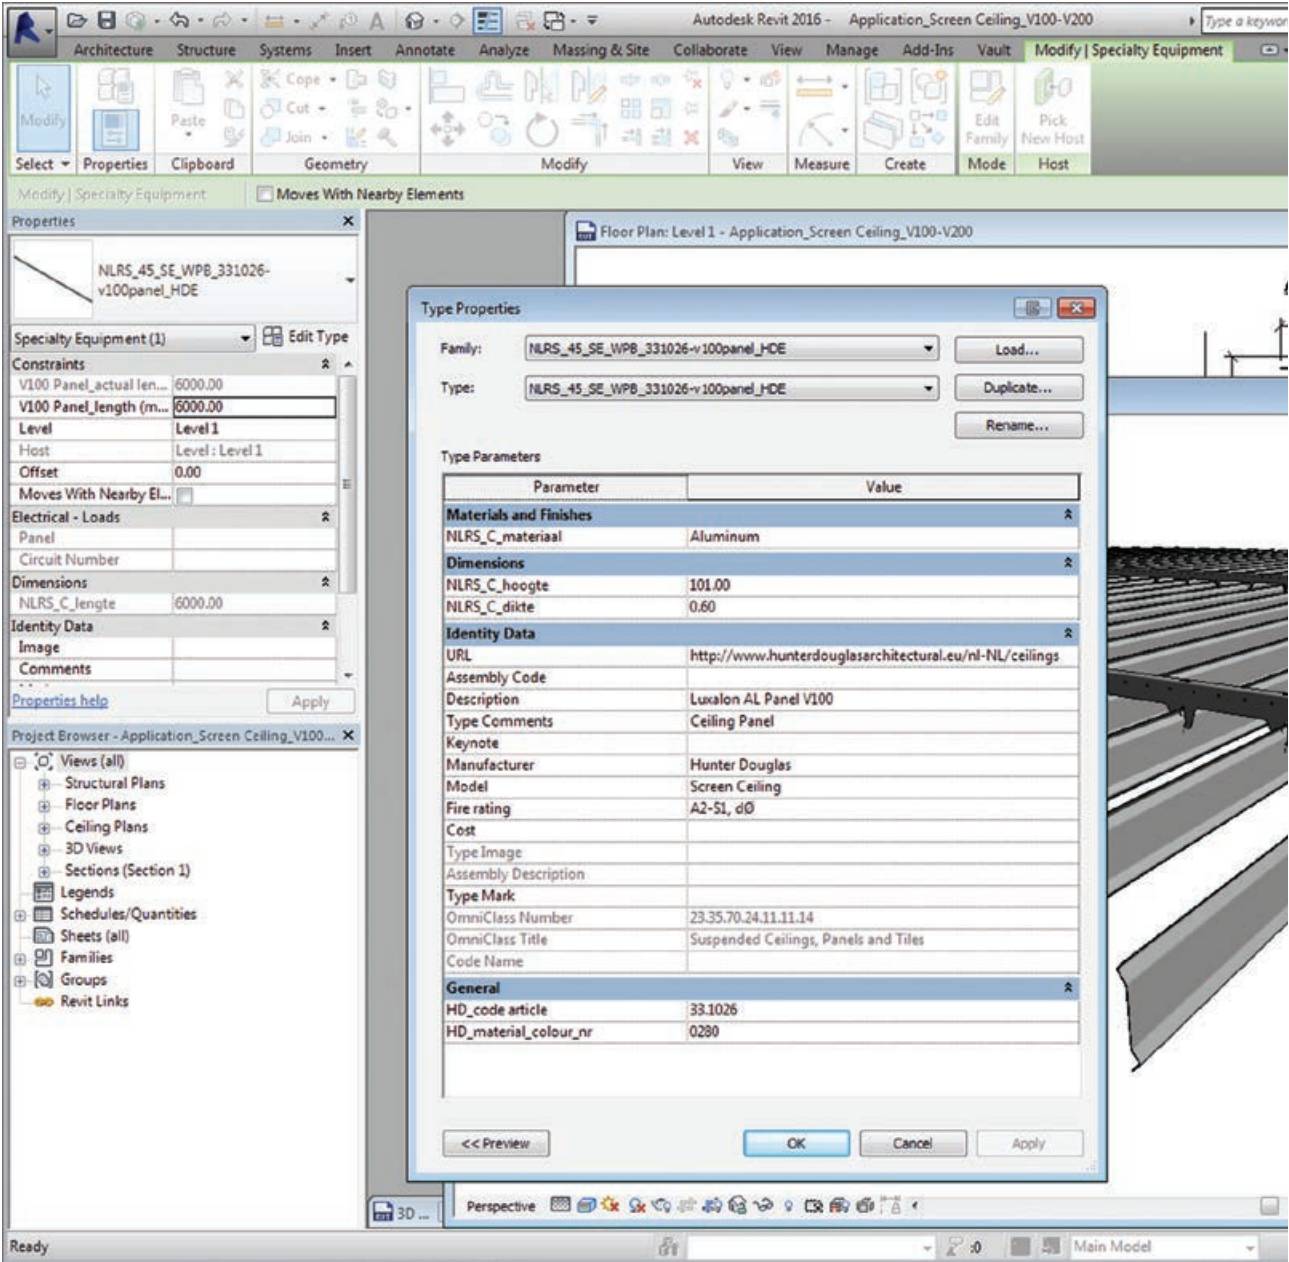 Autodesk Revit 2016 - Application_Screen Ceiling_V100-V200
Type a keywor
Architecture Structure Systems Insert Annotate Analyze Massing & Site Collaborate View Manage Add-Ins Vault Modify | Specialty Equipment
Modify Paste Cope Edit Pick
Cut Family New Host
Join
Select Properties Clipboard Geometry Modify View Measure Create Mode Host
Modify | Specialty Equipment Moves With Nearby Elements
Properties
NLRS_45_SE_WPB_331026-
v100panel_HDE
Specialty Equipment (1) Edit Type
Constraints
V100 Panel_actual len... 6000.00
V100 Panel_length (m... 6000.00
Level Level 1
Host Level : Level 1
Offset 0.00
Moves With Nearby El...
Electrical - Loads
Panel
Circuit Number
Dimensions
NLRS_C_lengte 6000.00
Identity Data
Image
Comments
Properties help Apply
Project Browser - Application_Screen Ceiling_V100...
Views (all)
Structural Plans
Floor Plans
Ceiling Plans
3D Views
Sections (Section 1)
Legends
Schedules/Quantities
Sheets (all)
Families
Groups
Revit Links
Floor Plan: Level 1 - Application_Screen Ceiling_V100-V200
Type Properties
Family: NLRS_45_SE_WPB_331026-v100panel_HDE Load...
Type: NLRS_45_SE_WPB_331026-v100panel_HDE Duplicate...
Rename...
Type Parameters
Parameter Value
Materials and Finishes
NLRS_C_materiaal Aluminum
Dimensions
NLRS_C_hoogte 101.00
NLRS_C_dikte 0.60
Identity Data
URL http://www.hunterdouglasarchitectural.eu/nl-NL/ceilings
Assembly Code
Description Luxalon AL Panel V100
Type Comments Ceiling Panel
Keynote
Manufacturer Hunter Douglas
Model Screen Ceiling
Fire rating A2-S1, dØ
Cost
Type Image
Assembly Description
Type Mark
OmniClass Number 23.35.70.24.11.11.14
OmniClass Title Suspended Ceilings, Panels and Tiles
Code Name
General
HD_code article 33.1026
HD_material_colour_nr 0280
<< Preview OK Cancel Apply
3D ... Perspective
Ready :0 Main Model